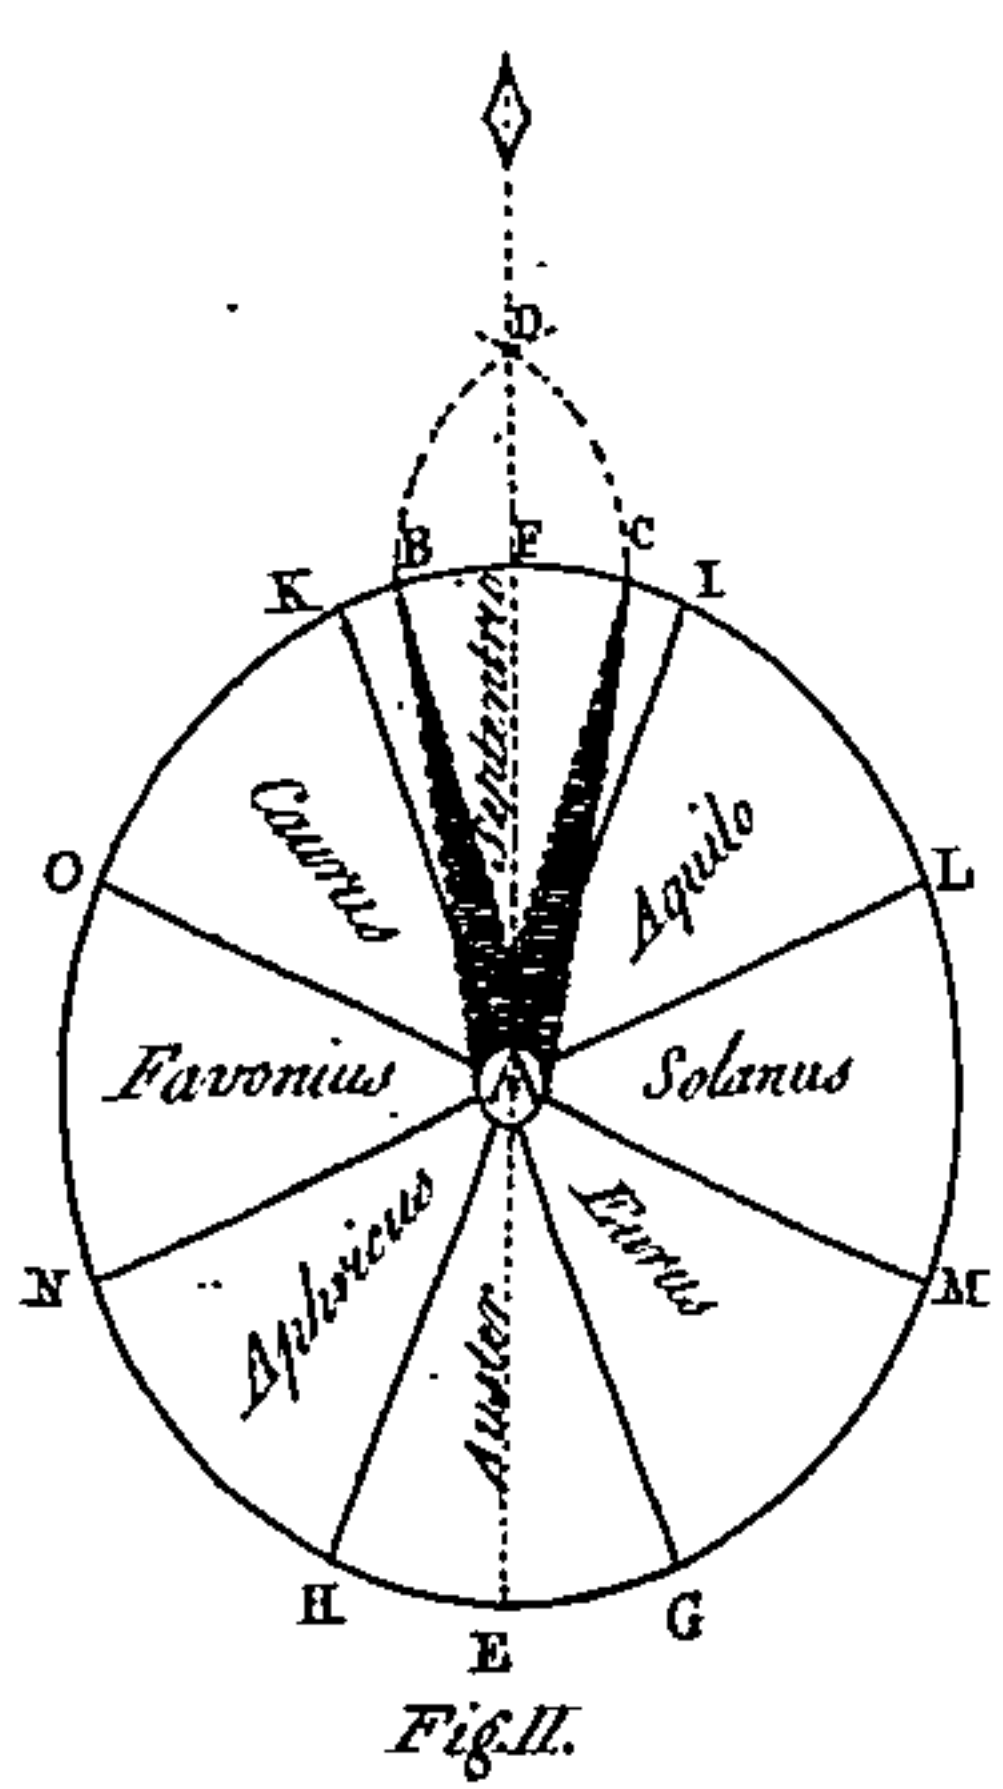 D
B F C
K I
Septentrio
Caurus
Aquilo
O L
Favonius
A
Solanus
Aphricus
Eurus
N M
Auster
H G
E
Fig. II.